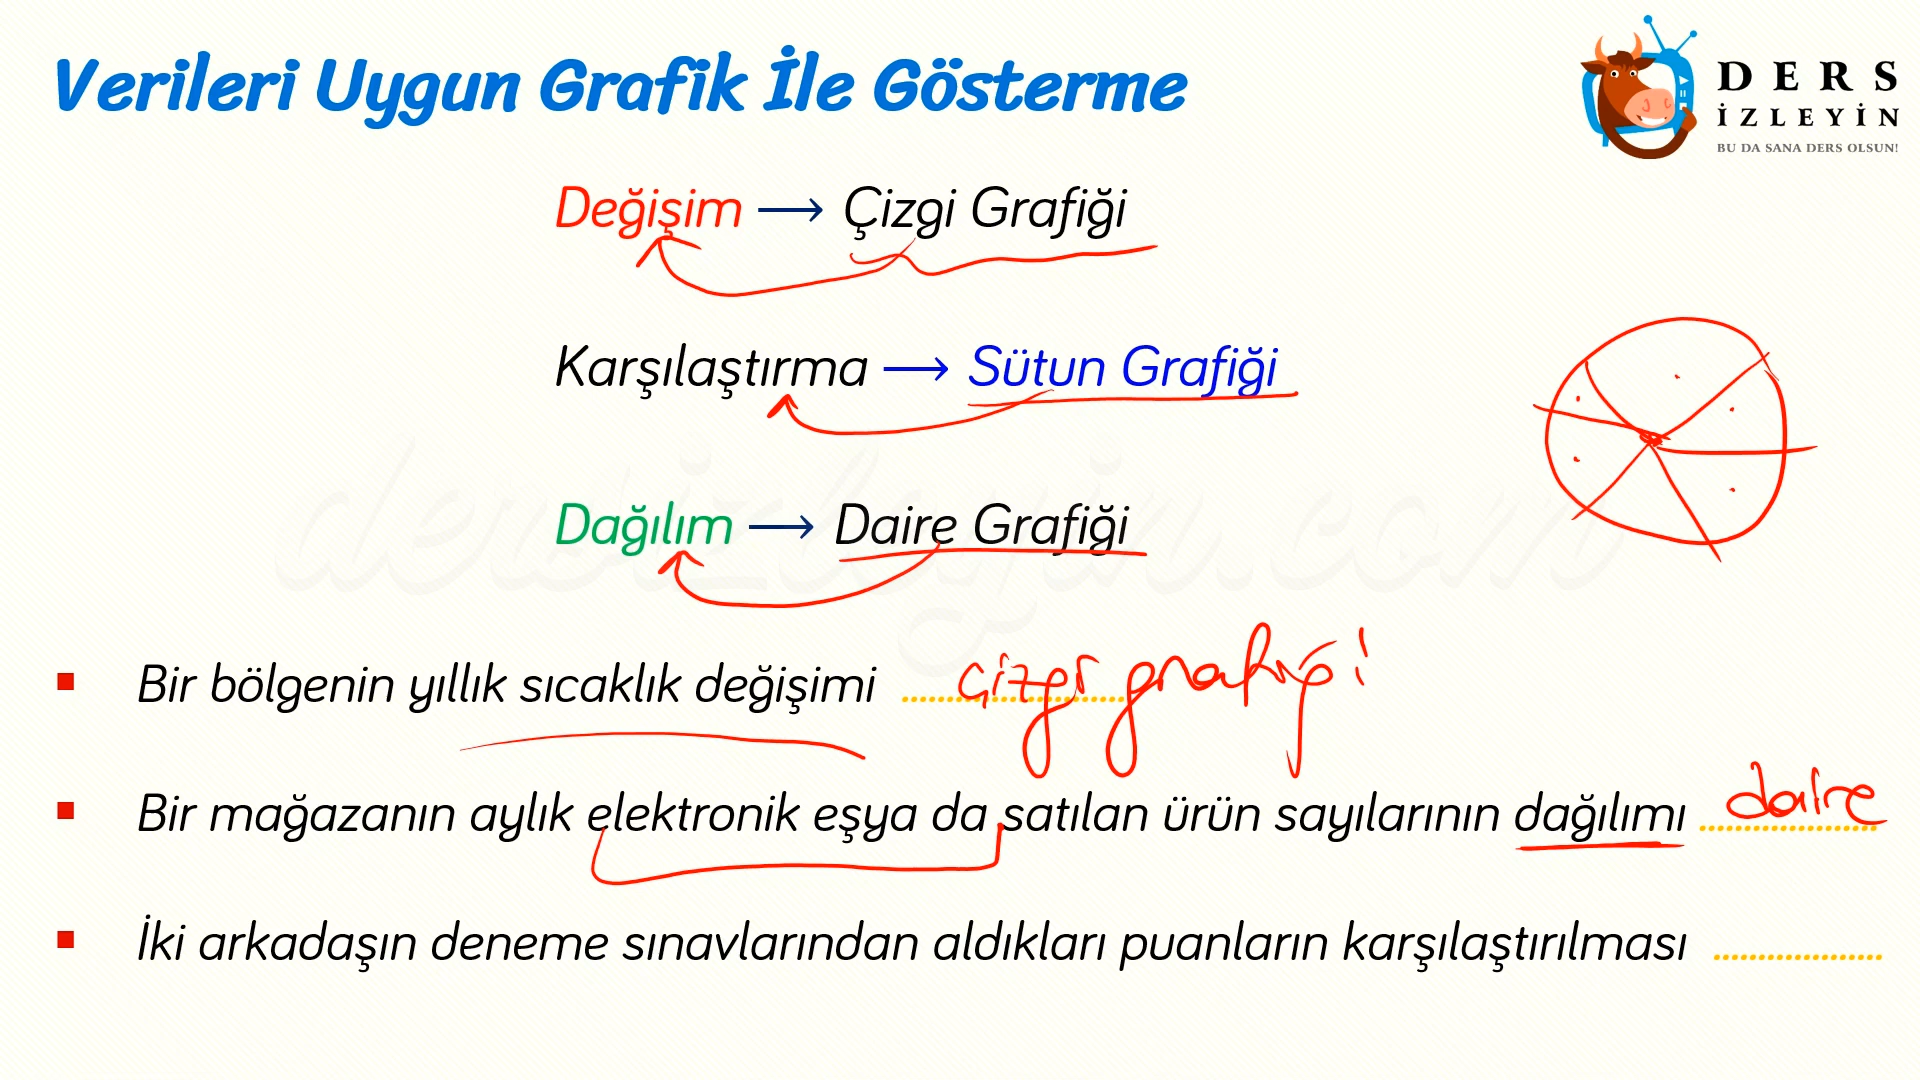 Verileri Uygun Grafik İle Gösterme
DERS
İZLEYİN
BU DA SANA DERS OLSUN!
Değişim → Çizgi Grafiği
Karşılaştırma → Sütun Grafiği
Dağılım → Daire Grafiği
dersizleyin.com
▪ Bir bölgenin yıllık sıcaklık değişimi çizgi grafiği
▪ Bir mağazanın aylık elektronik eşya da satılan ürün sayılarının dağılımı daire
▪ İki arkadaşın deneme sınavlarından aldıkları puanların karşılaştırılması ...................